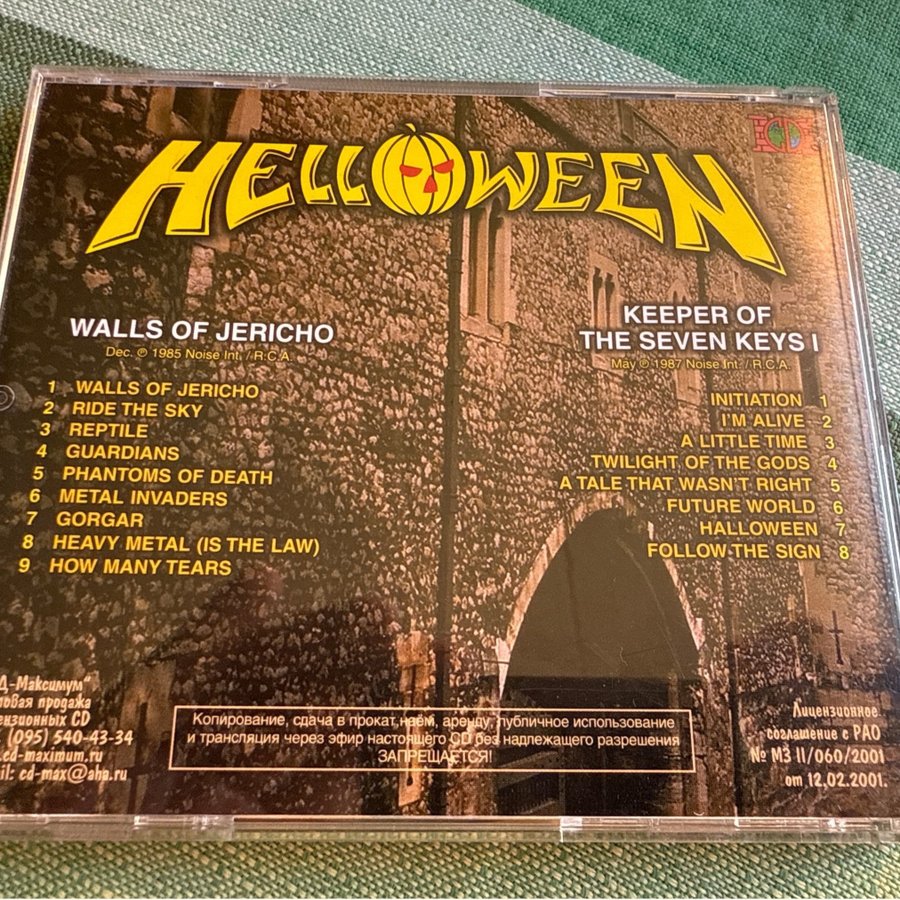 HELLOWEEN
CD
WALLS OF JERICHO
Dec. ℗ 1985 Noise Int. / R.C.A.
1 WALLS OF JERICHO
2 RIDE THE SKY
3 REPTILE
4 GUARDIANS
5 PHANTOMS OF DEATH
6 METAL INVADERS
7 GORGAR
8 HEAVY METAL (IS THE LAW)
9 HOW MANY TEARS
KEEPER OF
THE SEVEN KEYS I
May ℗ 1987 Noise Int. / R.C.A.
INITIATION 1
I'M ALIVE 2
A LITTLE TIME 3
TWILIGHT OF THE GODS 4
A TALE THAT WASN'T RIGHT 5
FUTURE WORLD 6
HALLOWEEN 7
FOLLOW THE SIGN 8
Д-Максимум"
овая продажа
ензионных CD
(095) 540-43-34
.cd-maximum.ru
il: cd-max@aha.ru
Копирование, сдача в прокат, наём, аренду, публичное использование
и трансляция через эфир настоящего CD без надлежащего разрешения
ЗАПРЕЩАЕТСЯ!
Лицензионное
соглашение с РАО
№ МЗ II/060/2001
от 12.02.2001.